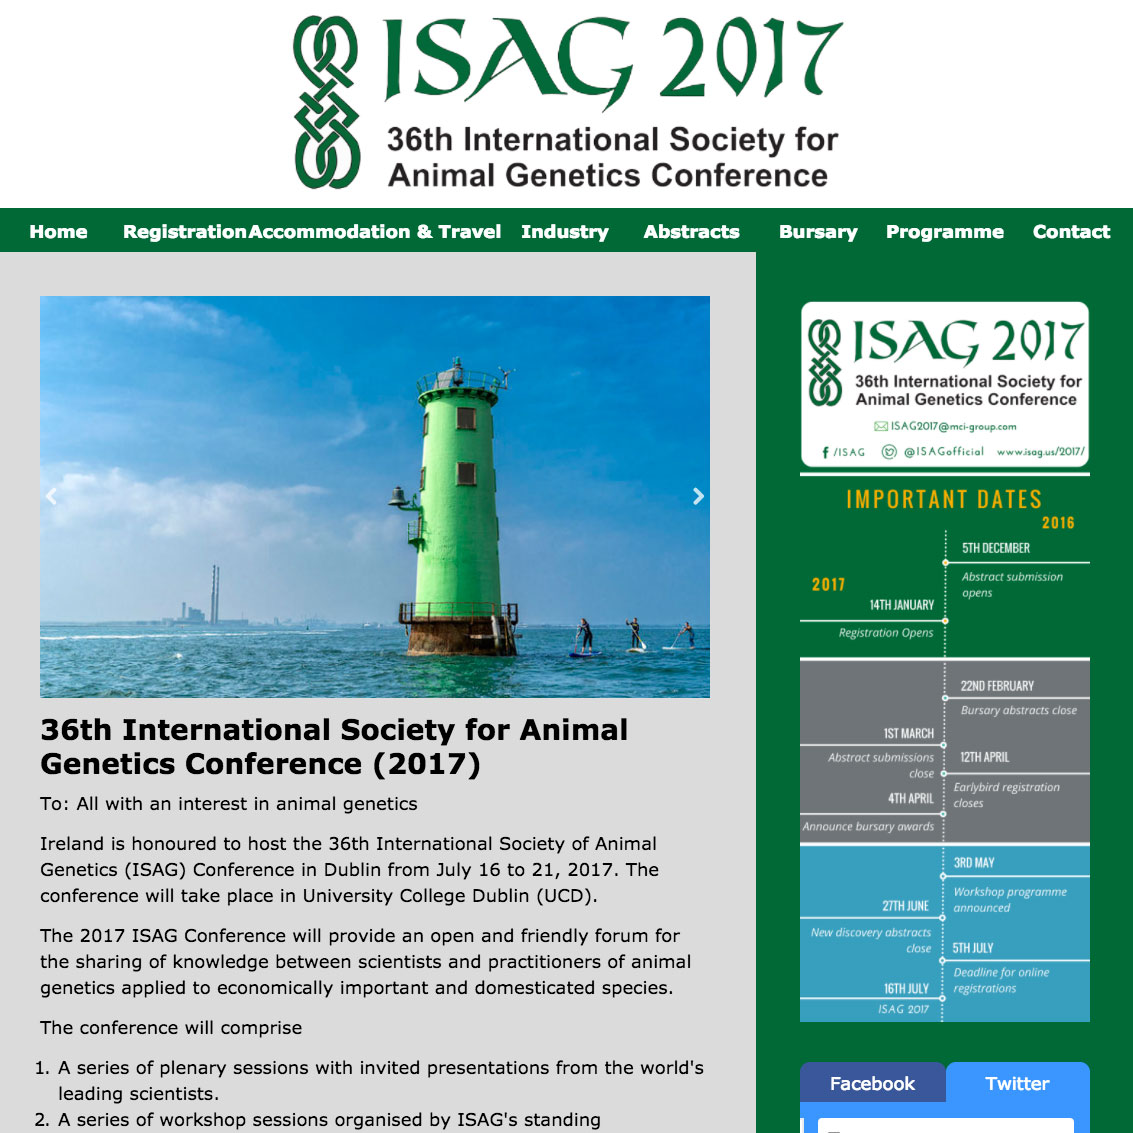 ISAG 2017
36th International Society for
Animal Genetics Conference
Home Registration Accommodation & Travel Industry Abstracts Bursary Programme Contact
36th International Society for Animal
Genetics Conference (2017)
To: All with an interest in animal genetics
Ireland is honoured to host the 36th International Society of Animal
Genetics (ISAG) Conference in Dublin from July 16 to 21, 2017. The
conference will take place in University College Dublin (UCD).
The 2017 ISAG Conference will provide an open and friendly forum for
the sharing of knowledge between scientists and practitioners of animal
genetics applied to economically important and domesticated species.
The conference will comprise
1. A series of plenary sessions with invited presentations from the world's
leading scientists.
2. A series of workshop sessions organised by ISAG's standing
ISAG 2017
36th International Society for
Animal Genetics Conference
ISAG2017@mci-group.com
f /ISAG @ISAGofficial www.isag.us/2017/
IMPORTANT DATES
2016
5TH DECEMBER
Abstract submission
opens
2017
14TH JANUARY
Registration Opens
22ND FEBRUARY
Bursary abstracts close
1ST MARCH
Abstract submissions
close
12TH APRIL
Earlybird registration
closes
4TH APRIL
Announce bursary awards
3RD MAY
Workshop programme
announced
27TH JUNE
New discovery abstracts
close
5TH JULY
Deadline for online
registrations
16TH JULY
ISAG 2017
Facebook Twitter